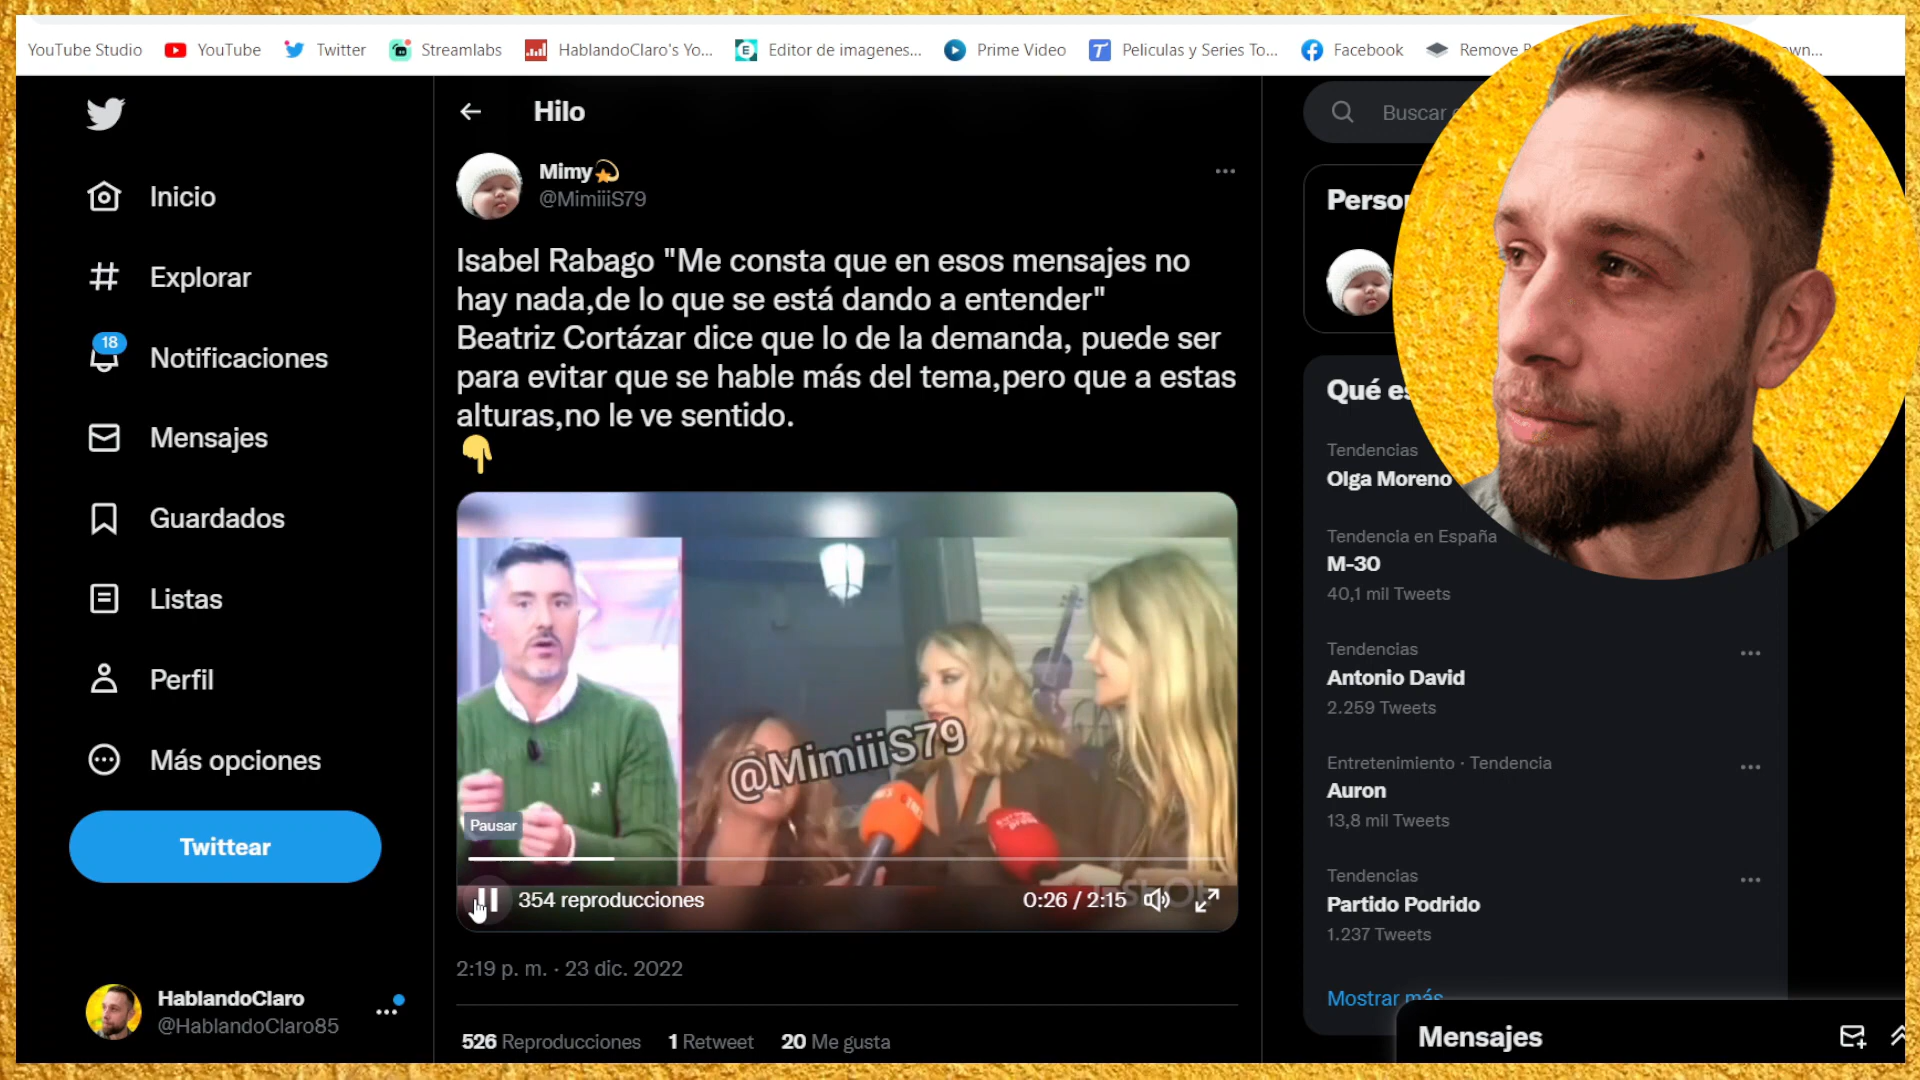 YouTube Studio
YouTube
Twitter
Streamlabs
HablandoClaro's Yo...
Editor de imagenes...
Prime Video
Peliculas y Series To...
Facebook
Remove
own...
Inicio
Explorar
18
Notificaciones
Mensajes
Guardados
Listas
Perfil
Más opciones
Twittear
HablandoClaro
@HablandoClaro85
Hilo
Mimy
@MimiiiS79
Isabel Rabago "Me consta que en esos mensajes no
hay nada,de lo que se está dando a entender"
Beatriz Cortázar dice que lo de la demanda, puede ser
para evitar que se hable más del tema,pero que a estas
alturas,no le ve sentido.
@MimiiiS79
Pausar
354 reproducciones
0:26 / 2:15
2:19 p. m. · 23 dic. 2022
526 Reproducciones 1 Retweet 20 Me gusta
Buscar
Perso
Qué es
Tendencias
Olga Moreno
Tendencia en España
M-30
40,1 mil Tweets
Tendencias
Antonio David
2.259 Tweets
Entretenimiento · Tendencia
Auron
13,8 mil Tweets
Tendencias
Partido Podrido
1.237 Tweets
Mostrar más
Mensajes